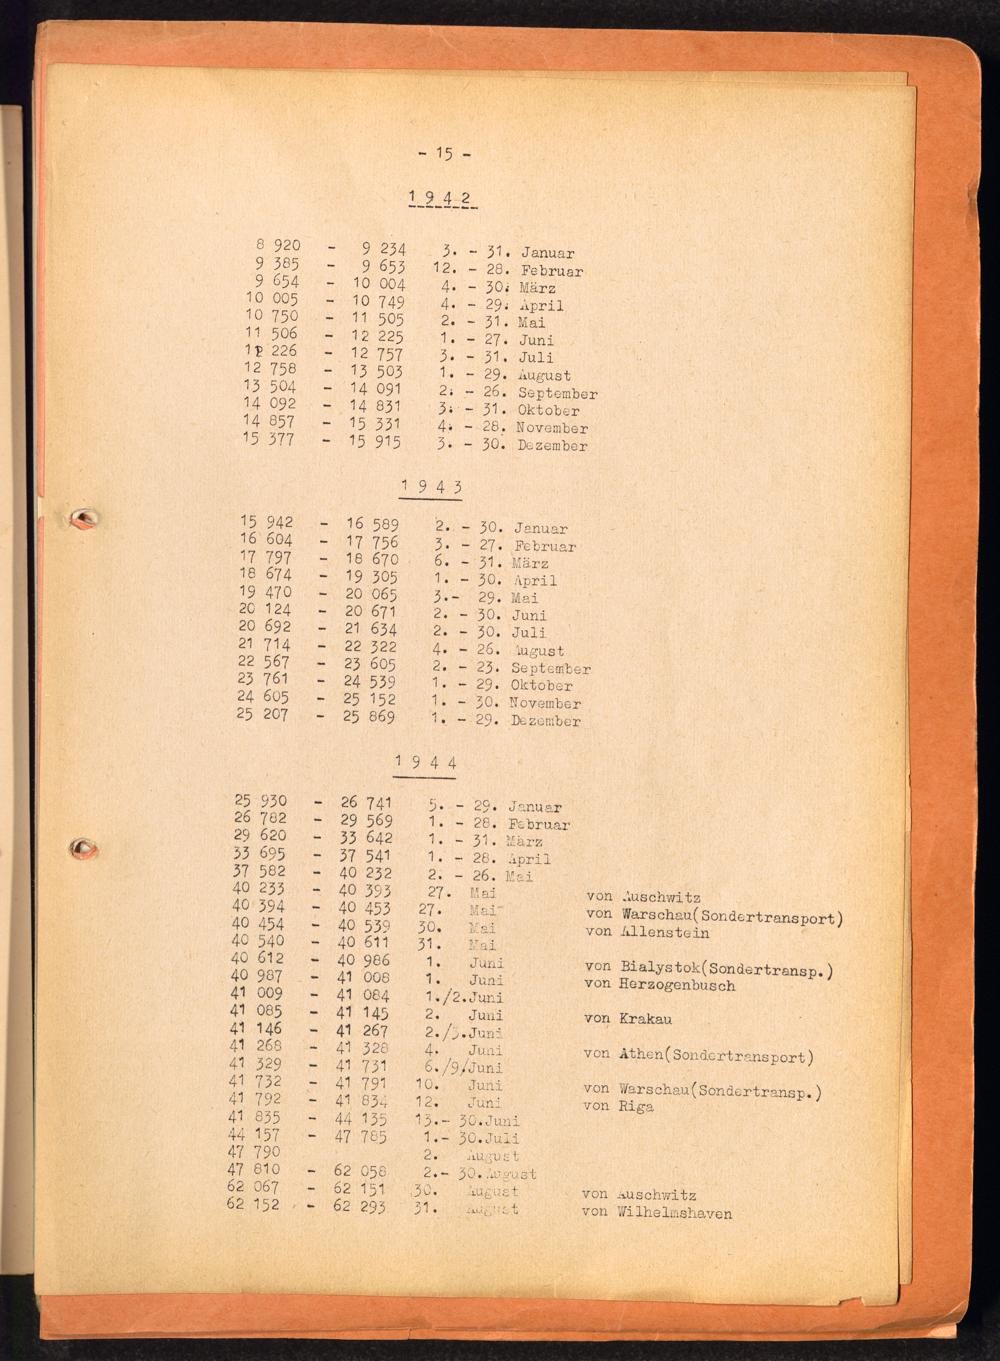 - 15 -
1942
8 920 - 9 234 3. - 31. Januar
9 385 - 9 653 12. - 28. Februar
9 654 - 10 004 4. - 30. März
10 005 - 10 749 4. - 29. April
10 750 - 11 505 2. - 31. Mai
11 506 - 12 225 1. - 27. Juni
12 226 - 12 757 3. - 31. Juli
12 758 - 13 503 1. - 29. August
13 504 - 14 091 2. - 26. September
14 092 - 14 831 3. - 31. Oktober
14 857 - 15 331 4. - 28. November
15 377 - 15 915 3. - 30. Dezember
1943
15 942 - 16 589 2. - 30. Januar
16 604 - 17 756 3. - 27. Februar
17 797 - 18 670 6. - 31. März
18 674 - 19 305 1. - 30. April
19 470 - 20 065 3.- 29. Mai
20 124 - 20 671 2. - 30. Juni
20 692 - 21 634 2. - 30. Juli
21 714 - 22 322 4. - 26. August
22 567 - 23 605 2. - 23. September
23 761 - 24 539 1. - 29. Oktober
24 605 - 25 152 1. - 30. November
25 207 - 25 869 1. - 29. Dezember
1944
25 930 - 26 741 5. - 29. Januar
26 782 - 29 569 1. - 28. Februar
29 620 - 33 642 1. - 31. März
33 695 - 37 541 1. - 28. April
37 582 - 40 232 2. - 26. Mai
40 233 - 40 393 27. Mai von Auschwitz
40 394 - 40 453 27. Mai von Warschau(Sondertransport)
40 454 - 40 539 30. Mai von Allenstein
40 540 - 40 611 31. Mai
40 612 - 40 986 1. Juni von Bialystok(Sondertransp.)
40 987 - 41 008 1. Juni von Herzogenbusch
41 009 - 41 084 1./2.Juni
41 085 - 41 145 2. Juni von Krakau
41 146 - 41 267 2./3.Juni
41 268 - 41 328 4. Juni von Athen(Sondertransport)
41 329 - 41 731 6./9/Juni
41 732 - 41 791 10. Juni von Warschau(Sondertransp.)
41 792 - 41 834 12. Juni von Riga
41 835 - 44 135 13.- 30.Juni
44 157 - 47 785 1.- 30.Juli
47 790 2. August
47 810 - 62 058 2.- 30.August
62 067 - 62 151 30. August von Auschwitz
62 152 - 62 293 31. August von Wilhelmshaven